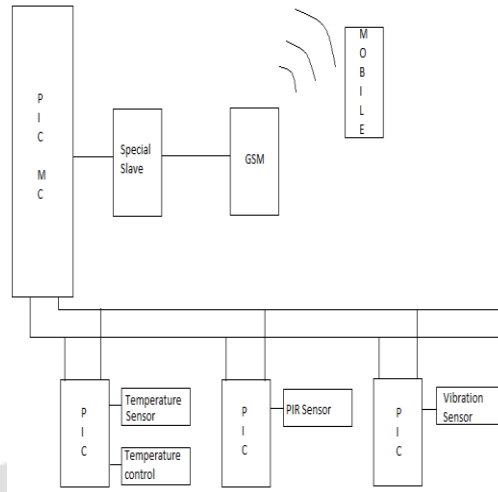 P
I
C
M
C
Special
Slave
GSM
M
O
B
I
L
E
P
I
C
Temperature
Sensor
Temperature
control
P
I
C
PIR Sensor
P
I
C
Vibration
Sensor